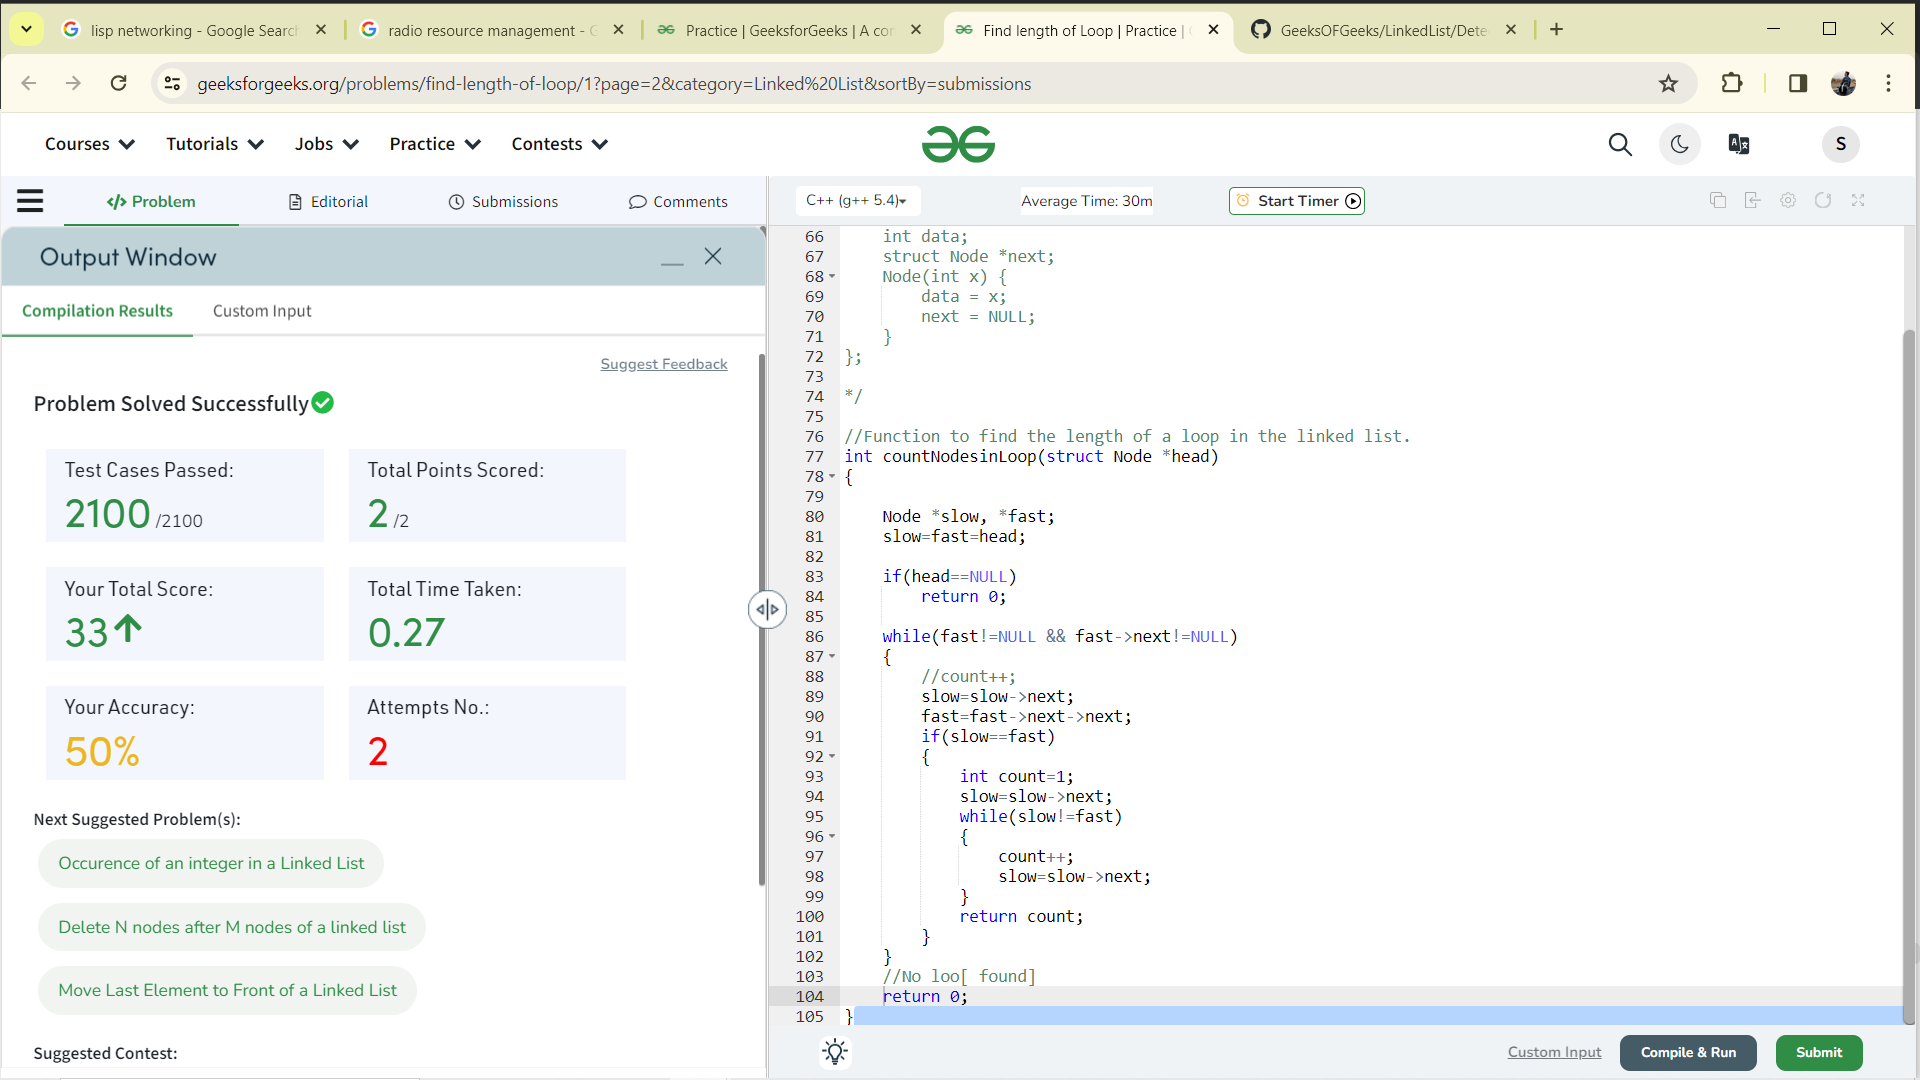 lisp networking - Google Search
radio resource management - G
Practice | GeeksforGeeks | A cor
Find length of Loop | Practice |
GeeksOFGeeks/LinkedList/Dete
geeksforgeeks.org/problems/find-length-of-loop/1?page=2&category=Linked%20List&sortBy=submissions
Courses
Tutorials
Jobs
Practice
Contests
S
Problem
Editorial
Submissions
Comments
C++ (g++ 5.4)
Average Time: 30m
Start Timer
Output Window
Compilation Results
Custom Input
Suggest Feedback
Problem Solved Successfully
Test Cases Passed:
2100 /2100
Total Points Scored:
2 /2
Your Total Score:
33
Total Time Taken:
0.27
Your Accuracy:
50%
Attempts No.:
2
Next Suggested Problem(s):
Occurence of an integer in a Linked List
Delete N nodes after M nodes of a linked list
Move Last Element to Front of a Linked List
Suggested Contest:
66 int data;
67 struct Node *next;
68 Node(int x) {
69 data = x;
70 next = NULL;
71 }
72 };
73
74 */
75
76 //Function to find the length of a loop in the linked list.
77 int countNodesinLoop(struct Node *head)
78 {
79
80 Node *slow, *fast;
81 slow=fast=head;
82
83 if(head==NULL)
84 return 0;
85
86 while(fast!=NULL && fast->next!=NULL)
87 {
88 //count++;
89 slow=slow->next;
90 fast=fast->next->next;
91 if(slow==fast)
92 {
93 int count=1;
94 slow=slow->next;
95 while(slow!=fast)
96 {
97 count++;
98 slow=slow->next;
99 }
100 return count;
101 }
102 }
103 //No loo[ found]
104 return 0;
105 }
Custom Input
Compile & Run
Submit